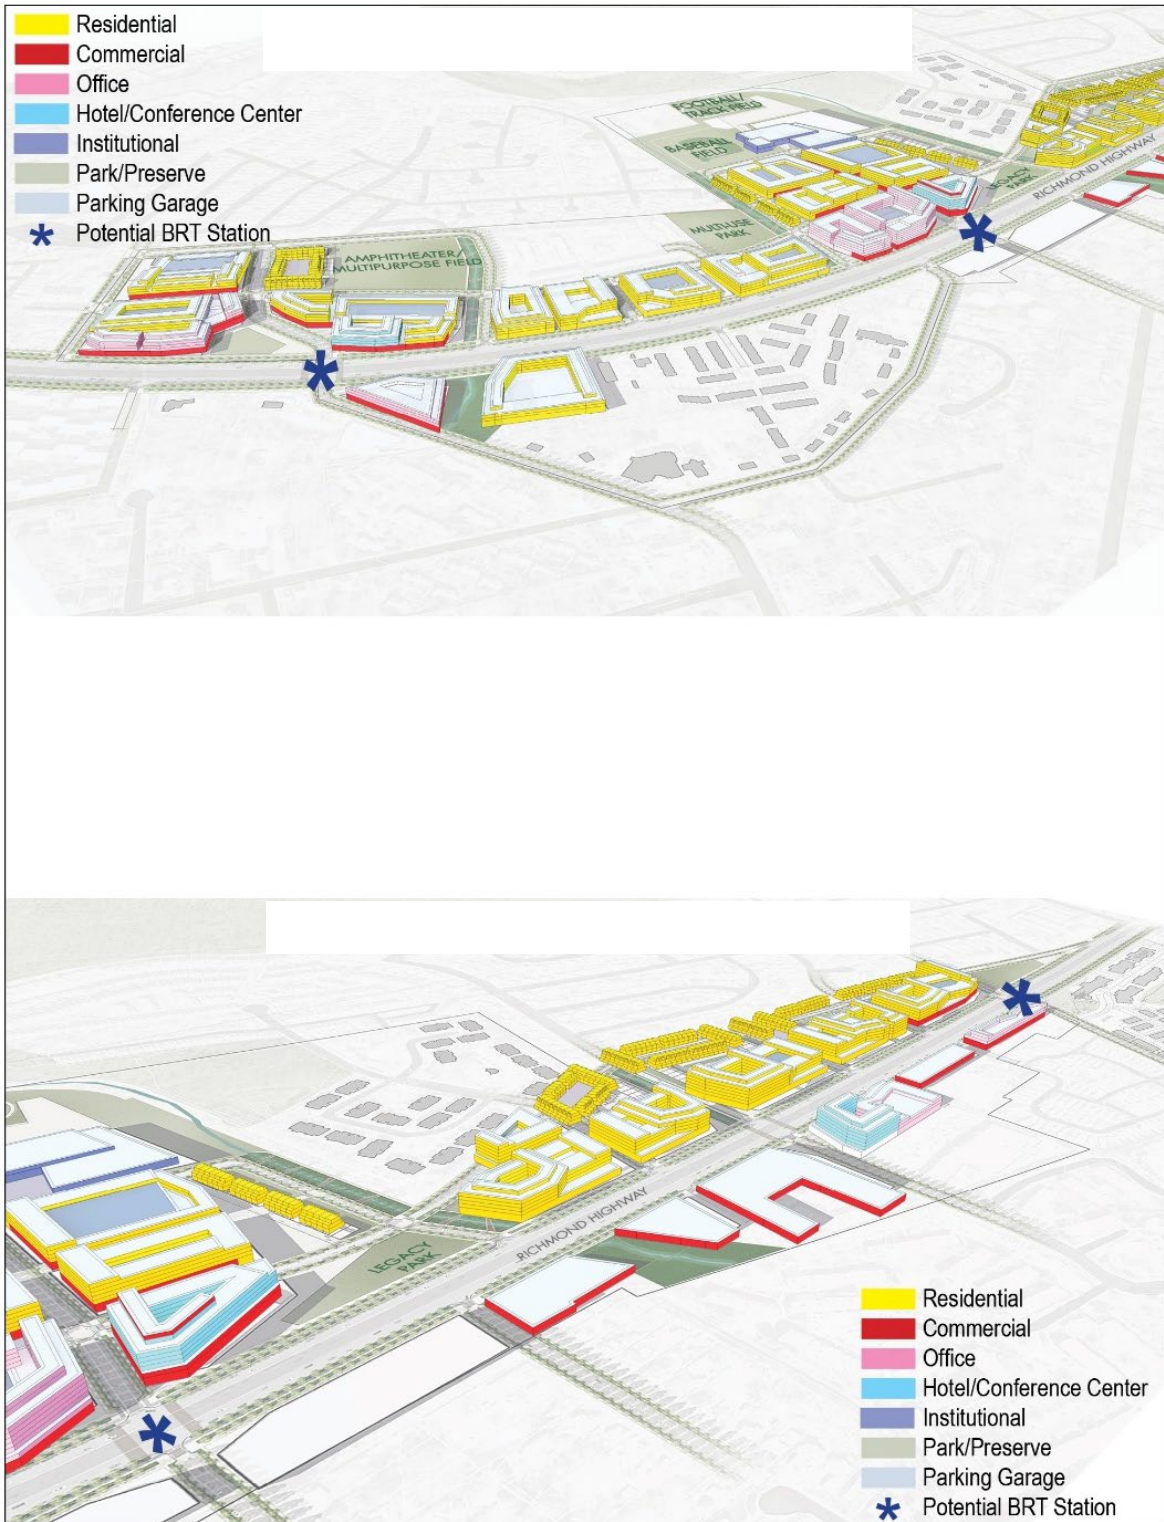 Residential
Commercial
Office
Hotel/Conference Center
Institutional
Park/Preserve
Parking Garage
Potential BRT Station
FOOTBALL/
TRACH FIELD
BASEBALL
FIELD
LEGACY
PARK
RICHMOND HIGHWAY
MULTIUSE
PARK
AMPHITHEATER/
MULTIPURPOSE FIELD
RICHMOND HIGHWAY
LEGACY
PARK
Residential
Commercial
Office
Hotel/Conference Center
Institutional
Park/Preserve
Parking Garage
Potential BRT Station